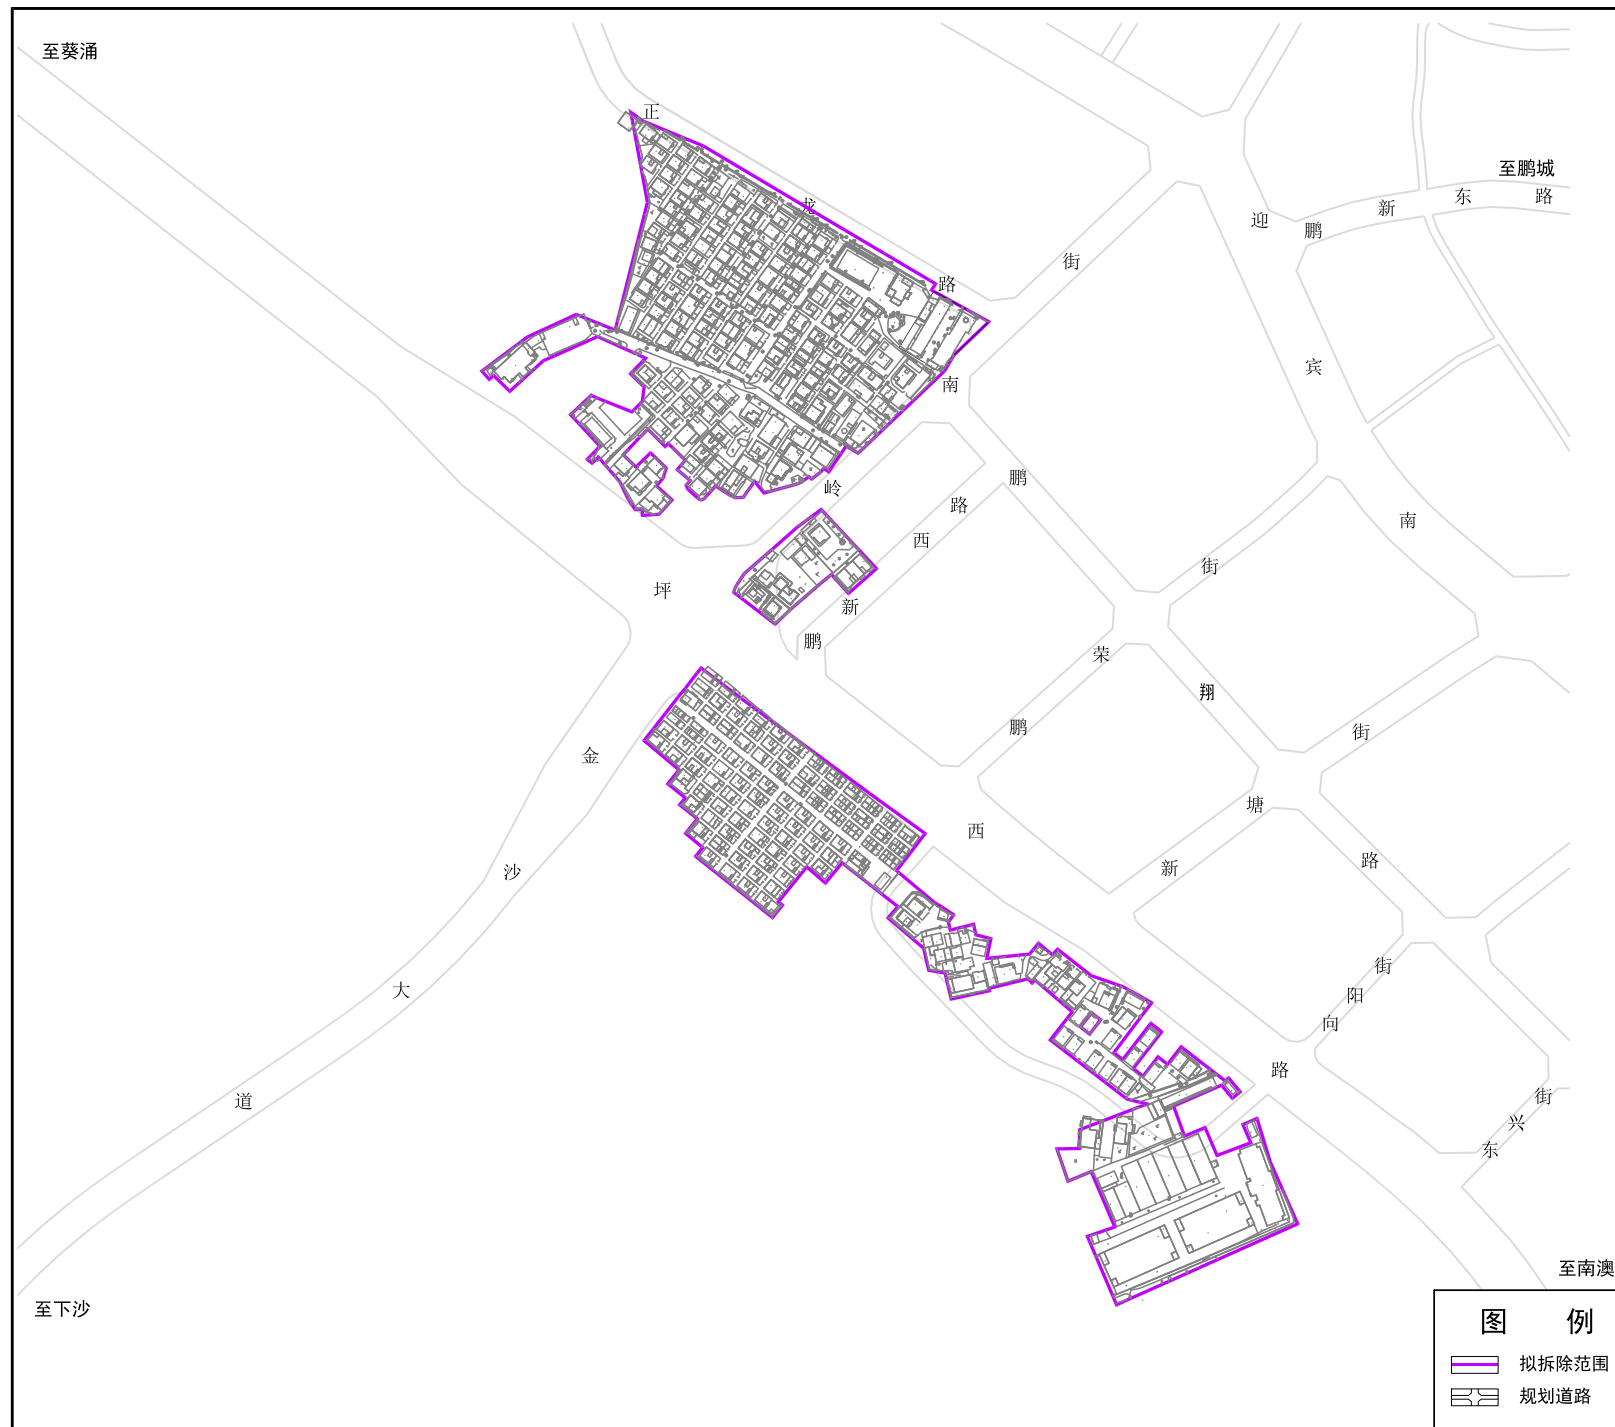 至葵涌
正
龙
路
街
迎
鹏
新
东
路
至鹏城
宾
南
南
岭
鹏
路
西
新
鹏
坪
街
荣
翔
鹏
街
金
西
塘
新
路
沙
大
道
街
阳
向
路
街
兴
东
至下沙
至南澳
图 例
拟拆除范围
规划道路